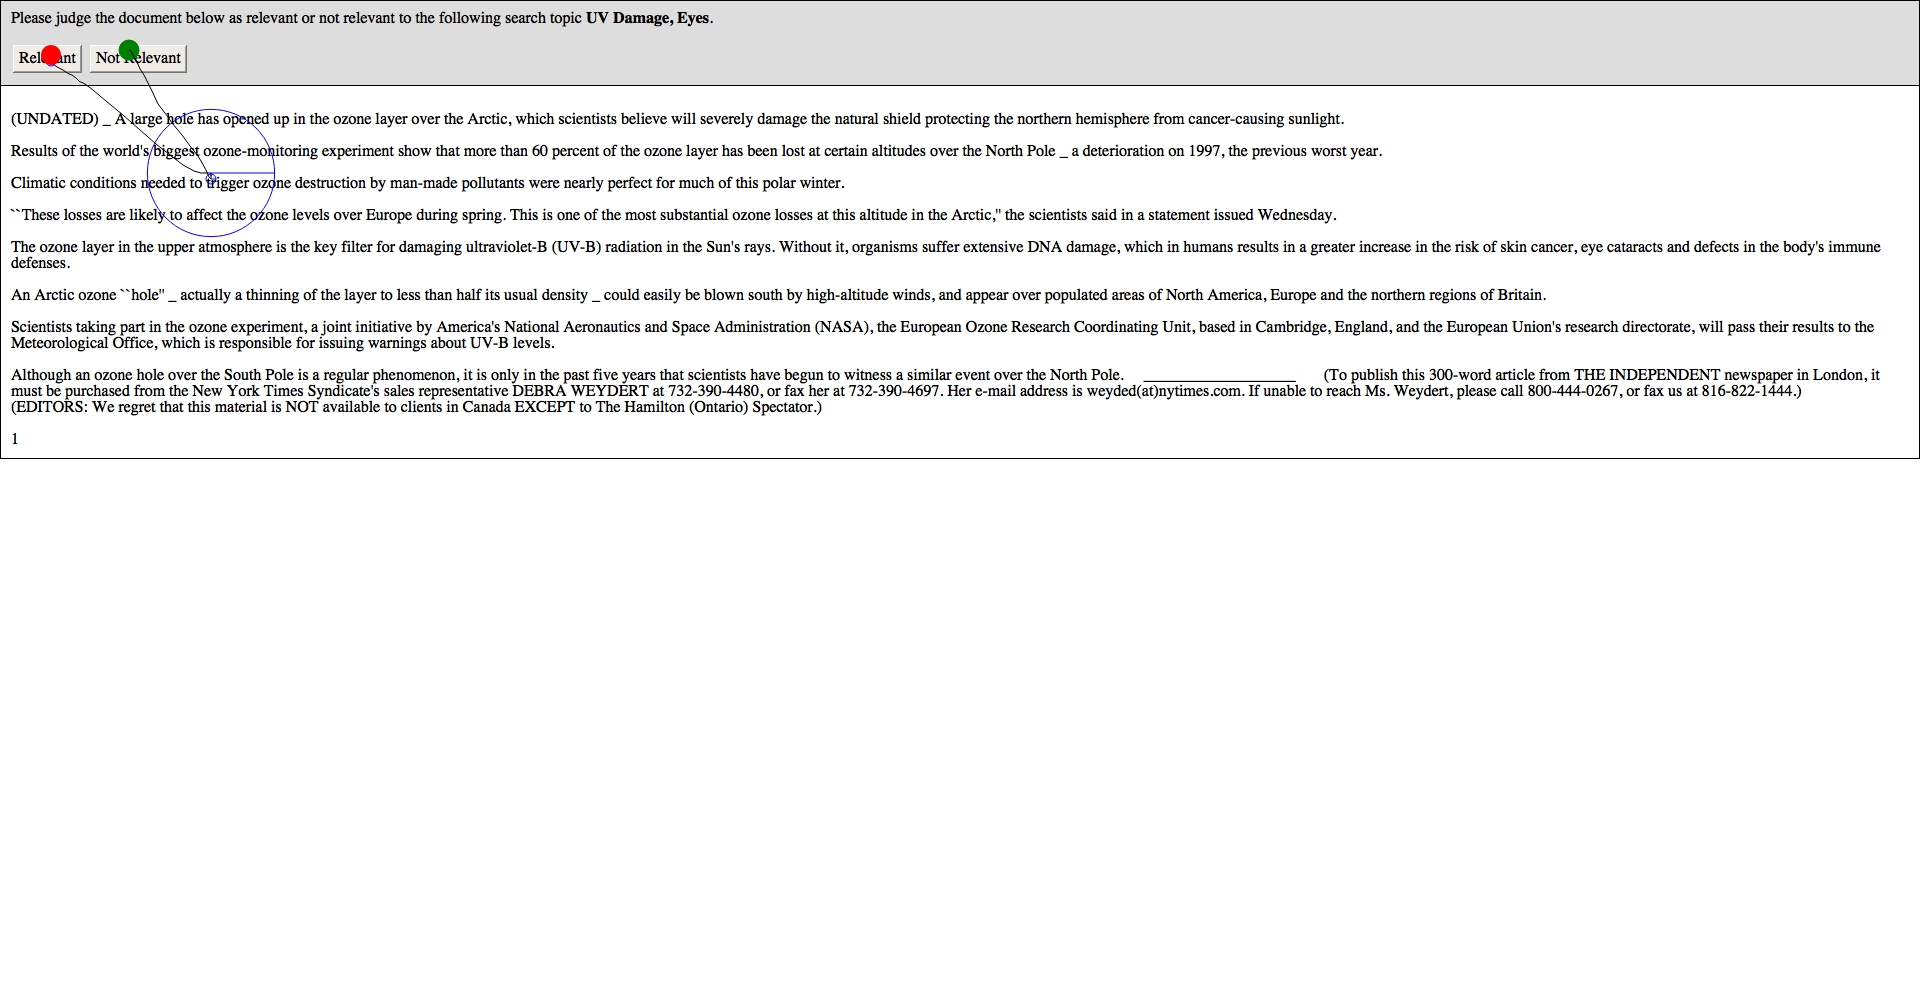 Please judge the document below as relevant or not relevant to the following search topic UV Damage, Eyes.
Relevant Not Relevant
(UNDATED) _ A large hole has opened up in the ozone layer over the Arctic, which scientists believe will severely damage the natural shield protecting the northern hemisphere from cancer-causing sunlight.
Results of the world's biggest ozone-monitoring experiment show that more than 60 percent of the ozone layer has been lost at certain altitudes over the North Pole _ a deterioration on 1997, the previous worst year.
Climatic conditions needed to trigger ozone destruction by man-made pollutants were nearly perfect for much of this polar winter.
``These losses are likely to affect the ozone levels over Europe during spring. This is one of the most substantial ozone losses at this altitude in the Arctic,'' the scientists said in a statement issued Wednesday.
The ozone layer in the upper atmosphere is the key filter for damaging ultraviolet-B (UV-B) radiation in the Sun's rays. Without it, organisms suffer extensive DNA damage, which in humans results in a greater increase in the risk of skin cancer, eye cataracts and defects in the body's immune
defenses.
An Arctic ozone ``hole'' _ actually a thinning of the layer to less than half its usual density _ could easily be blown south by high-altitude winds, and appear over populated areas of North America, Europe and the northern regions of Britain.
Scientists taking part in the ozone experiment, a joint initiative by America's National Aeronautics and Space Administration (NASA), the European Ozone Research Coordinating Unit, based in Cambridge, England, and the European Union's research directorate, will pass their results to the
Meteorological Office, which is responsible for issuing warnings about UV-B levels.
Although an ozone hole over the South Pole is a regular phenomenon, it is only in the past five years that scientists have begun to witness a similar event over the North Pole. ___________________ (To publish this 300-word article from THE INDEPENDENT newspaper in London, it
must be purchased from the New York Times Syndicate's sales representative DEBRA WEYDERT at 732-390-4480, or fax her at 732-390-4697. Her e-mail address is weyded(at)nytimes.com. If unable to reach Ms. Weydert, please call 800-444-0267, or fax us at 816-822-1444.)
(EDITORS: We regret that this material is NOT available to clients in Canada EXCEPT to The Hamilton (Ontario) Spectator.)
1